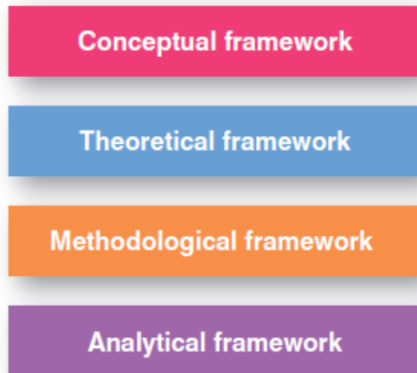 Conceptual framework
Theoretical framework
Methodological framework
Analytical framework